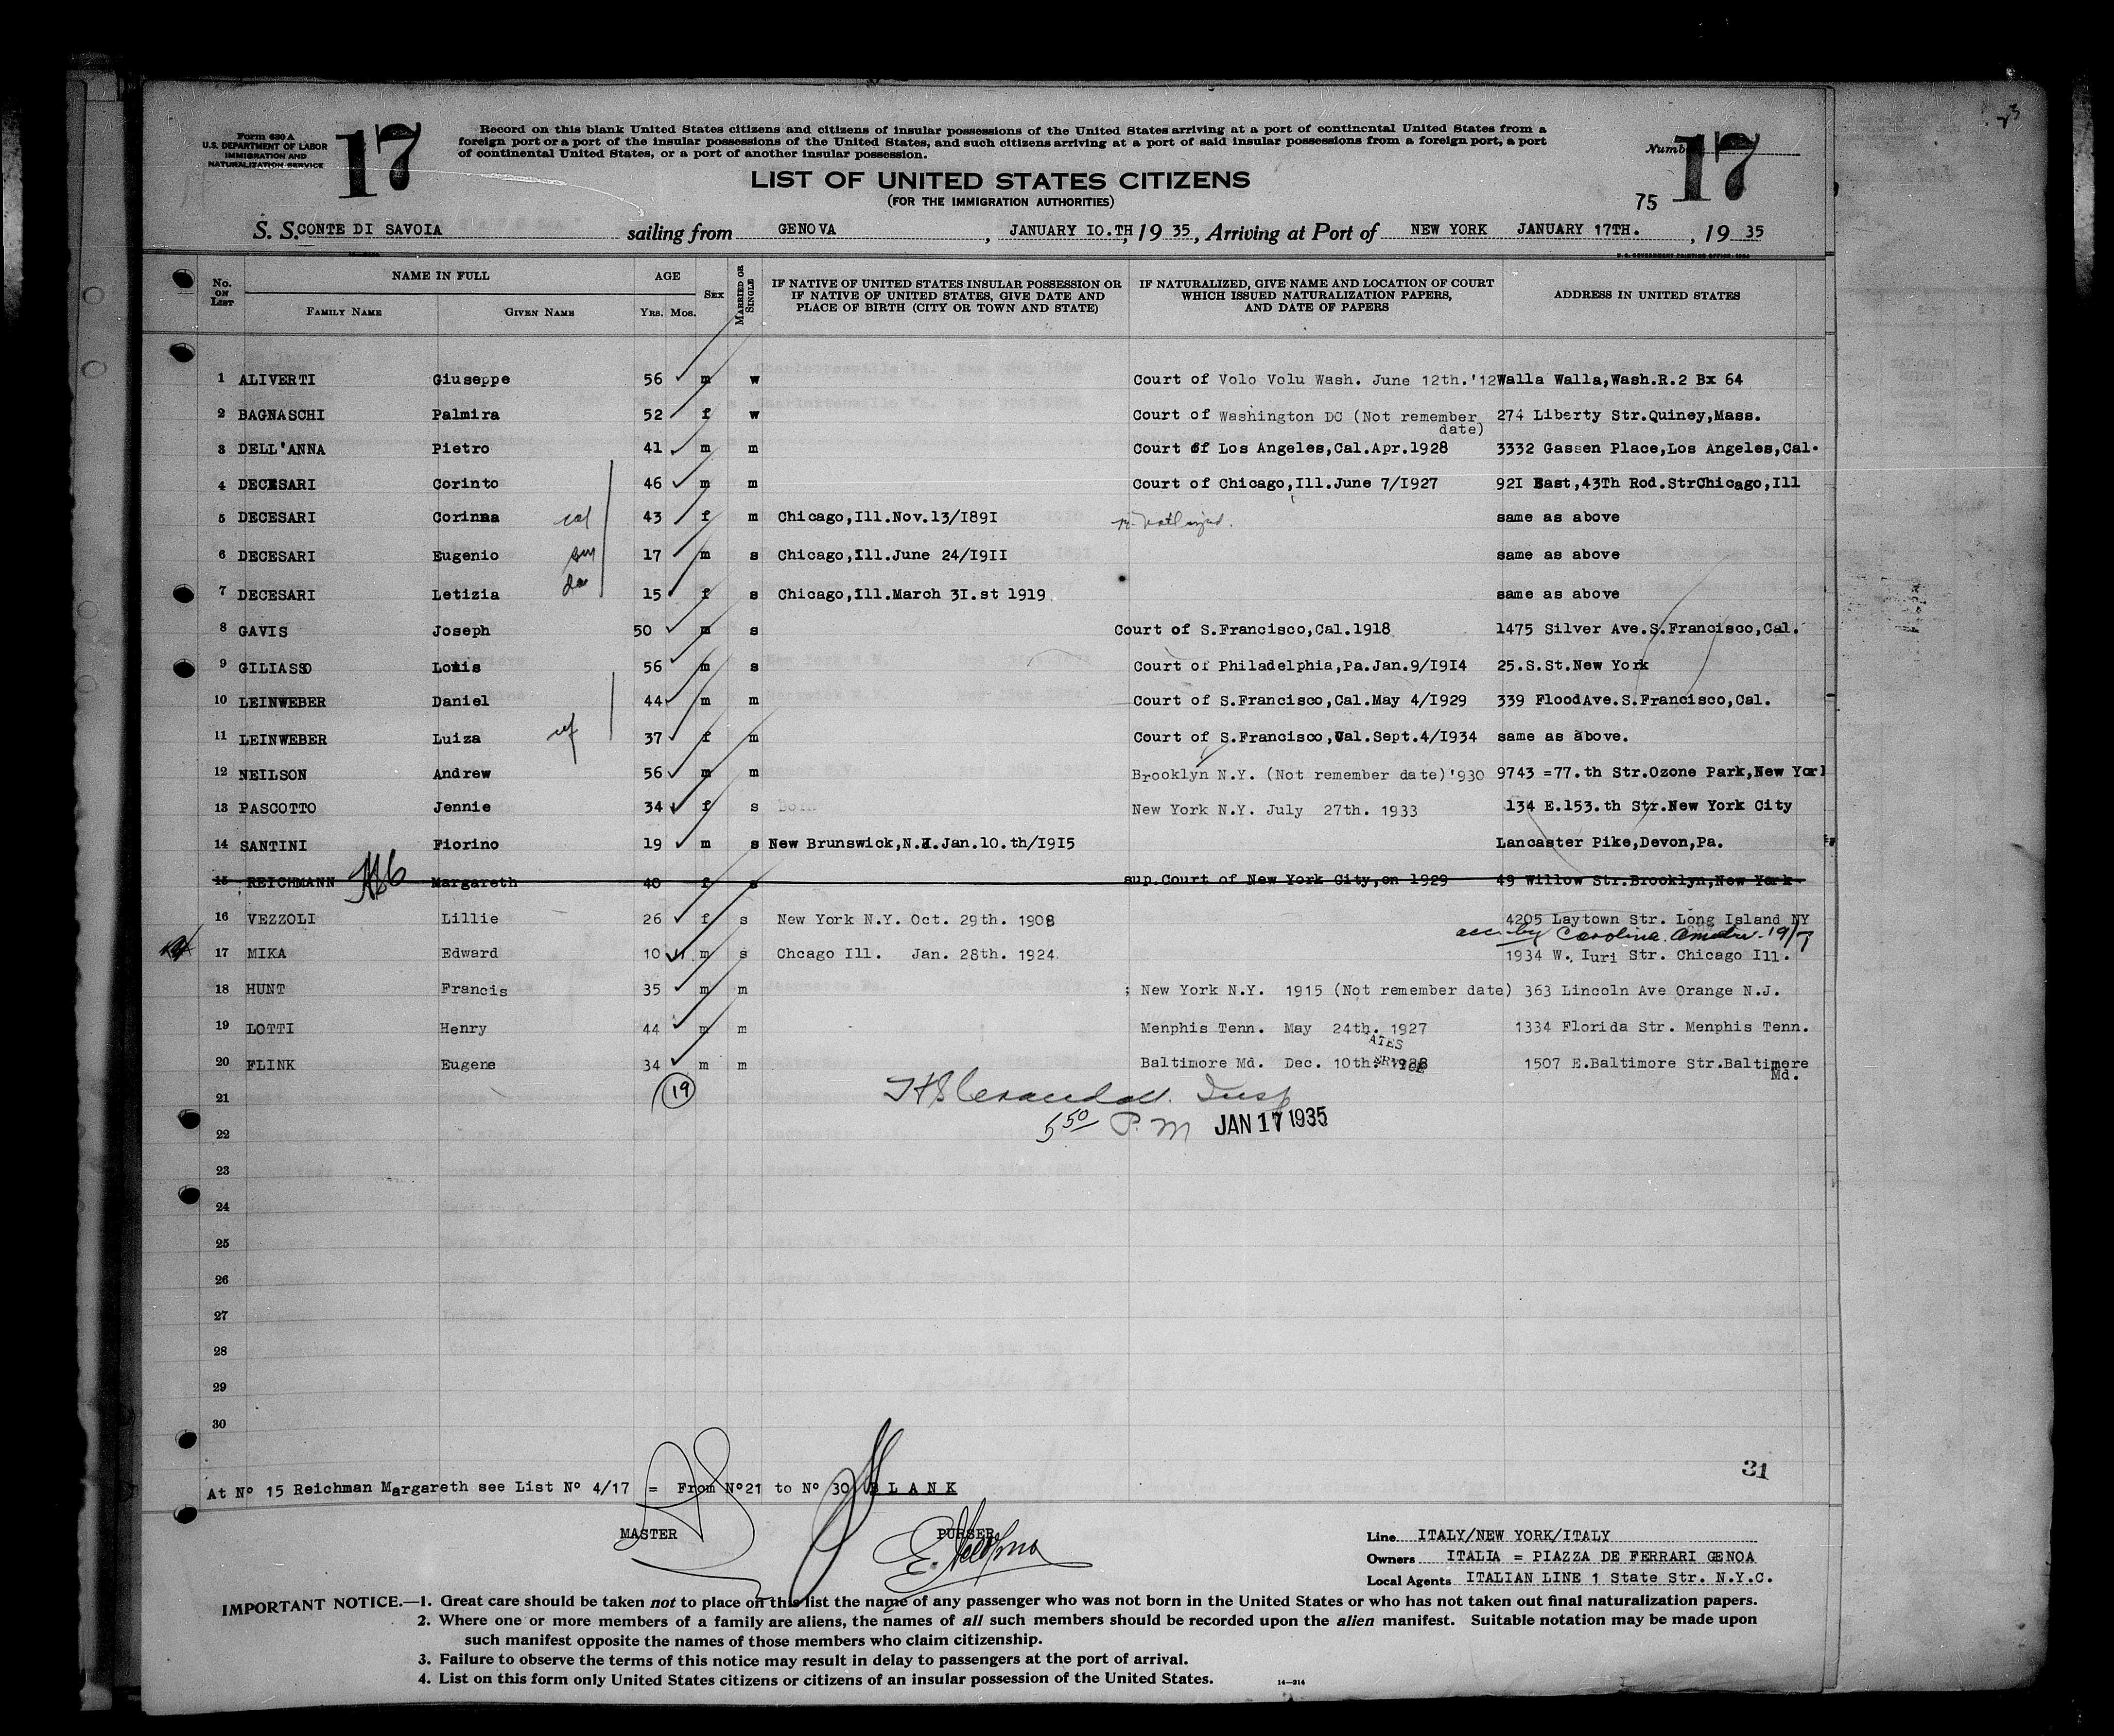 Form 630 A
U.S. DEPARTMENT OF LABOR
IMMIGRATION AND
NATURALIZATION SERVICE
17
Record on this blank United States citizens and citizens of insular possessions of the United States arriving at a port of continental United States from a
foreign port or a port of the insular possessions of the United States, and such citizens arriving at a port of said insular possessions from a foreign port, a port
of continental United States, or a port of another insular possession.
17
LIST OF UNITED STATES CITIZENS
(FOR THE IMMIGRATION AUTHORITIES)
75
S. S. CONTE DI SAVOIA sailing from GENOVA, JANUARY IO.TH, 19 35, Arriving at Port of NEW YORK JANUARY 17TH., 19 35
No. ON LIST
NAME IN FULL
FAMILY NAME GIVEN NAME
AGE
YRS. MOS.
SEX
MARRIED OR SINGLE
IF NATIVE OF UNITED STATES INSULAR POSSESSION OR
IF NATIVE OF UNITED STATES, GIVE DATE AND
PLACE OF BIRTH (CITY OR TOWN AND STATE)
IF NATURALIZED, GIVE NAME AND LOCATION OF COURT
WHICH ISSUED NATURALIZATION PAPERS,
AND DATE OF PAPERS
ADDRESS IN UNITED STATES
1 ALIVERTI Giuseppe 56 m w Court of Volo Volu Wash. June 12th.'12 Walla Walla,Wash.R.2 Bx 64
2 BAGNASCHI Palmira 52 f w Court of Washington DC (Not remember date) 274 Liberty Str.Quiney,Mass.
3 DELL'ANNA Pietro 41 m m Court of Los Angeles,Cal.Apr.1928 3332 Gassen Place,Los Angeles,Cal.
4 DECESARI Corinto 46 m m Court of Chicago,Ill.June 7/I927 92I East,43Th Rod.StrChicago,Ill
5 DECESARI Corinna 43 f m Chicago,Ill.Nov.13/I89I same as above
6 DECESARI Eugenio 17 m s Chicago,Ill.June 24/I9II same as above
7 DECESARI Letizia 15 f s Chicago,Ill.March 3I.st 1919 same as above
8 GAVIS Joseph 50 m s Court of S.Francisco,Cal.1918 1475 Silver Ave.S.Francisco,Cal.
9 GILIASSO Louis 56 m s Court of Philadelphia,Pa.Jan.9/I9I4 25.S.St.New York
10 LEINWEBER Daniel 44 m m Court of S.Francisco,Cal.May 4/I929 339 FloodAve.S.Francisco,Cal.
11 LEINWEBER Luiza wf 37 f m Court of S.Francisco,Cal.Sept.4/I934 same as above.
12 NEILSON Andrew 56 m m Brooklyn N.Y. (Not remember date)'930 9743 =77.th Str.Ozone Park,New York
13 PASCOTTO Jennie 34 f s New York N.Y. July 27th. 1933 134 E.153.th Str.New York City
14 SANTINI Fiorino 19 m s New Brunswick,N.J.Jan.10.th/I9I5 Lancaster Pike,Devon,Pa.
15 REICHMANN Margareth 40 f s sup.Court of New York City,on 1929 49 Willow Str.Brooklyn,New York
16 VEZZOLI Lillie 26 f s New York N.Y. Oct. 29th. 1908 4205 Laytown Str. Long Island NY
17 MIKA Edward 10 m s Chcago Ill. Jan. 28th. 1924 1934 W. Iuri Str. Chicago Ill.
18 HUNT Francis 35 m m New York N.Y. 1915 (Not remember date) 363 Lincoln Ave Orange N.J.
19 LOTTI Henry 44 m m Menphis Tenn. May 24th. 1927 1334 Florida Str. Menphis Tenn.
20 FLINK Eugene 34 m m Baltimore Md. Dec. 10th. 1928 1507 E.Baltimore Str.Baltimore Md.
21 19
22 5 50 P.M JAN 17 1935
23
24
25
26
27
28
29
30
31
At Nº 15 Reichman Margareth see List Nº 4/17 = From Nº21 to Nº 30 BLANK
MASTER PURSER
Line ITALY/NEW YORK/ITALY
Owners ITALIA = PIAZZA DE FERRARI GENOA
Local Agents ITALIAN LINE 1 State Str. N.Y.C.
IMPORTANT NOTICE.—1. Great care should be taken not to place on this list the name of any passenger who was not born in the United States or who has not taken out final naturalization papers.
2. Where one or more members of a family are aliens, the names of all such members should be recorded upon the alien manifest. Suitable notation may be made upon
such manifest opposite the names of those members who claim citizenship.
3. Failure to observe the terms of this notice may result in delay to passengers at the port of arrival.
4. List on this form only United States citizens or citizens of an insular possession of the United States.
14—214